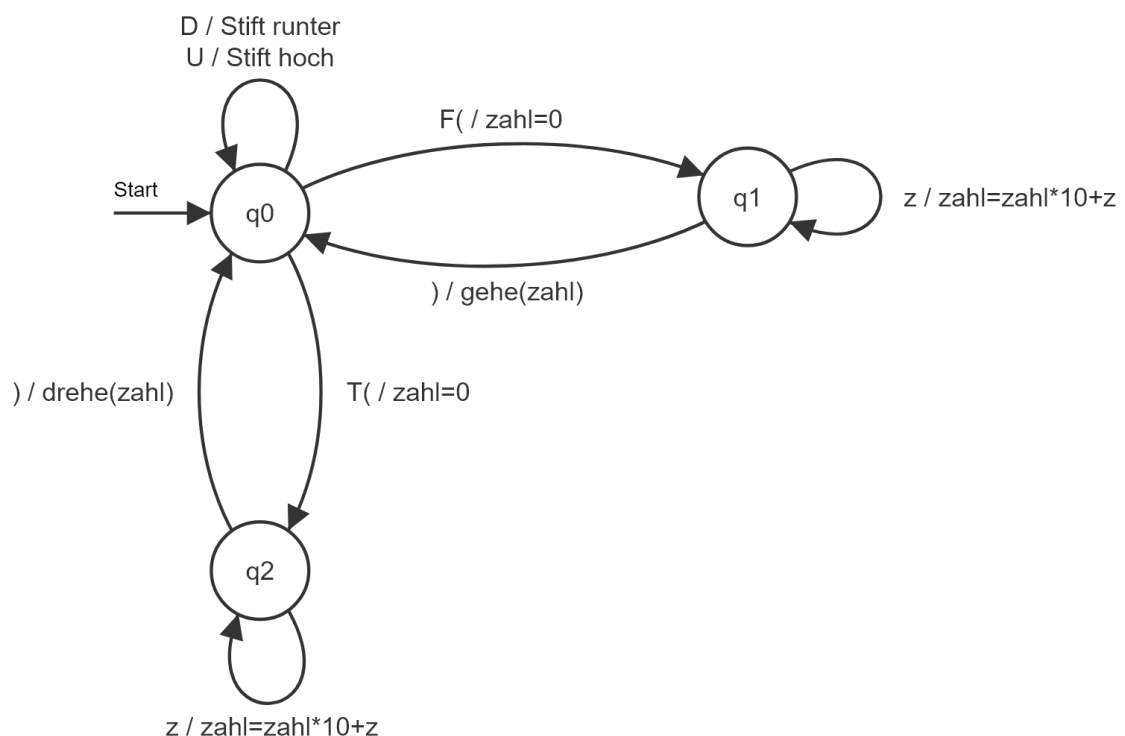 D / Stift runter
U / Stift hoch
F( / zahl=0
Start
q0
q1
z / zahl=zahl*10+z
) / gehe(zahl)
) / drehe(zahl)
T( / zahl=0
q2
z / zahl=zahl*10+z